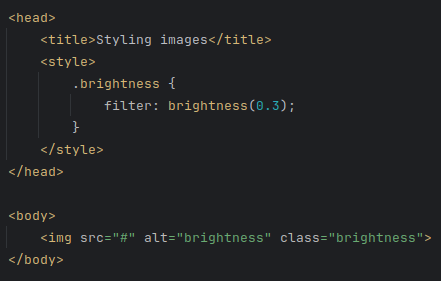 <head>
    <title>Styling images</title>
    <style>
        .brightness {
            filter: brightness(0.3);
        }
    </style>
</head>

<body>
    <img src="#" alt="brightness" class="brightness">
</body>